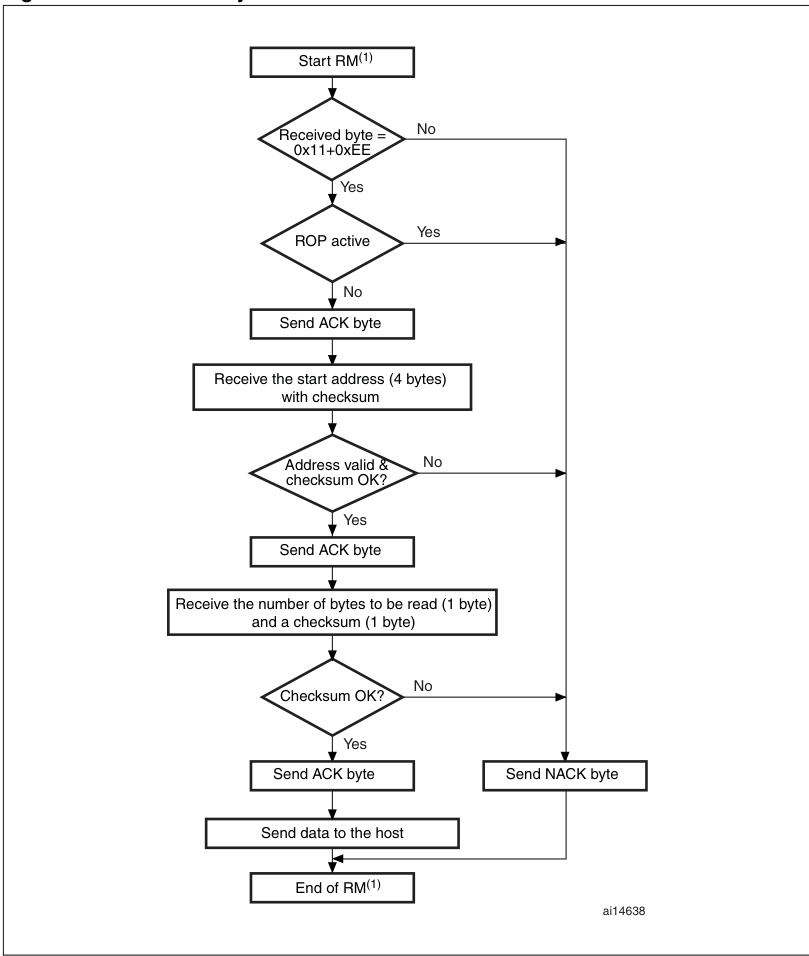 Start RM(1)
Received byte =
0x11+0xEE
No
Yes
ROP active
Yes
No
Send ACK byte
Receive the start address (4 bytes)
with checksum
Address valid &
checksum OK?
No
Yes
Send ACK byte
Receive the number of bytes to be read (1 byte)
and a checksum (1 byte)
Checksum OK?
No
Yes
Send ACK byte
Send NACK byte
Send data to the host
End of RM(1)
ai14638